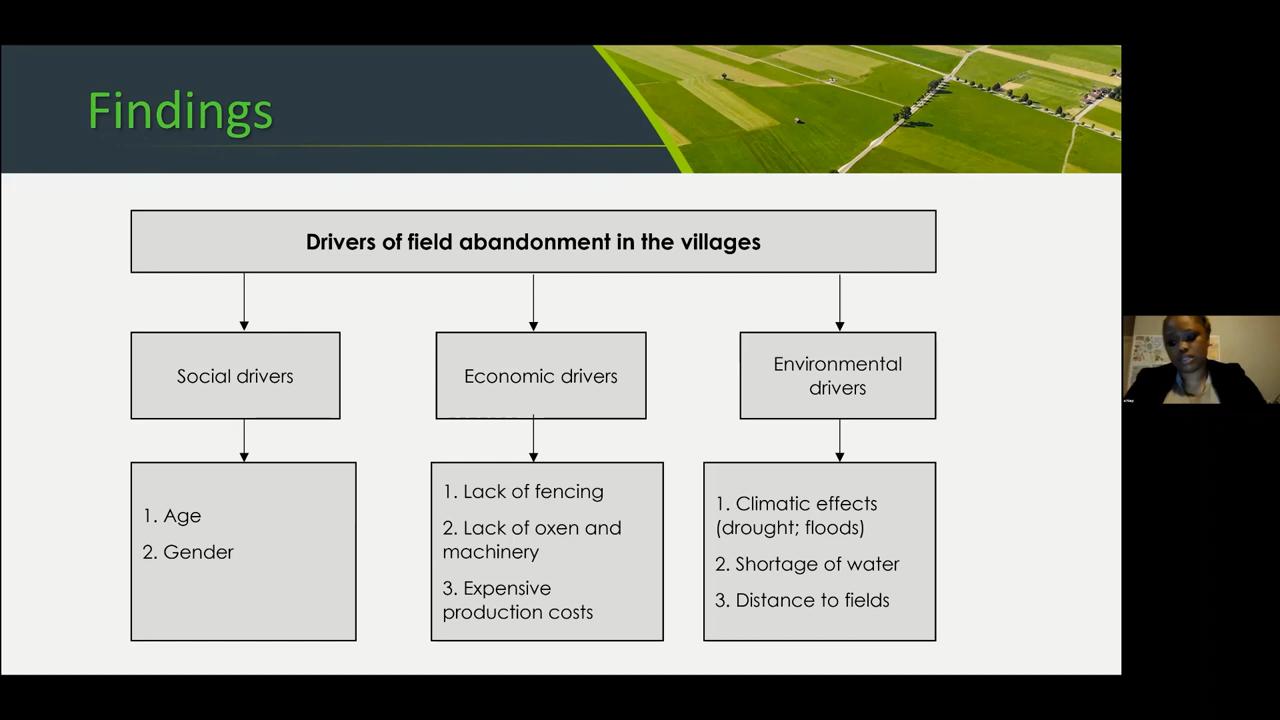 Findings
Drivers of field abandonment in the villages
Social drivers
Economic drivers
Environmental
drivers
1. Age
2. Gender
1. Lack of fencing
2. Lack of oxen and
machinery
3. Expensive
production costs
1. Climatic effects
(drought; floods)
2. Shortage of water
3. Distance to fields